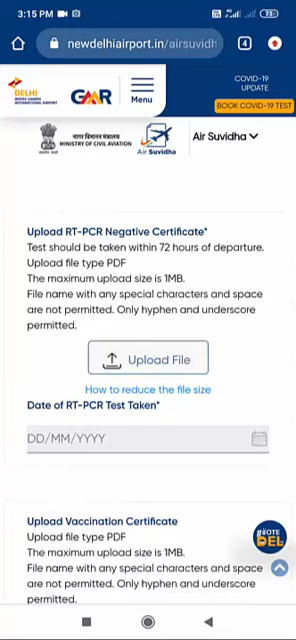 3:15 PM
73
newdelhiairport.in/airsuvidh
4
DELHI
INDIRA GANDHI
INTERNATIONAL AIRPORT
GMR
Menu
COVID-19
UPDATE
BOOK COVID-19 TEST
नागर विमानन मंत्रालय
MINISTRY OF CIVIL AVIATION
Air Suvidha
Air Suvidha
Upload RT-PCR Negative Certificate*
Test should be taken within 72 hours of departure.
Upload file type PDF
The maximum upload size is 1MB.
File name with any special characters and space
are not permitted. Only hyphen and underscore
permitted.
Upload File
How to reduce the file size
Date of RT-PCR Test Taken*
DD/MM/YYYY
Upload Vaccination Certificate
Upload file type PDF
The maximum upload size is 1MB.
File name with any special characters and space
are not permitted. Only hyphen and underscore
permitted.
#VOTE
DEL